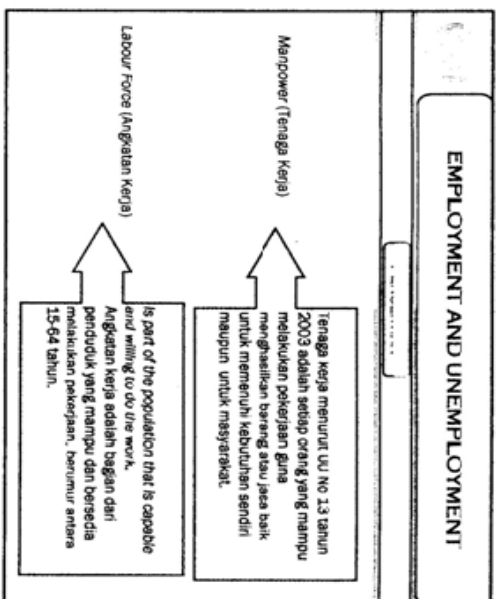 EMPLOYMENT AND UNEMPLOYMENT
Manpower (Tenaga Kerja)
Tenaga kerja menurut UU No 13 tahun
2003 adalah setiap orang yang mampu
melakukan pekerjaan guna
menghasilkan barang atau jasa baik
untuk memenuhi kebutuhan sendiri
maupun untuk masyarakat.
Labour Force (Angkatan Kerja)
Is part of the population that is capable
and willing to do the work.
Angkatan kerja adalah bagian dari
penduduk yang mampu dan bersedia
melakukan pekerjaan, berumur antara
15-64 tahun.